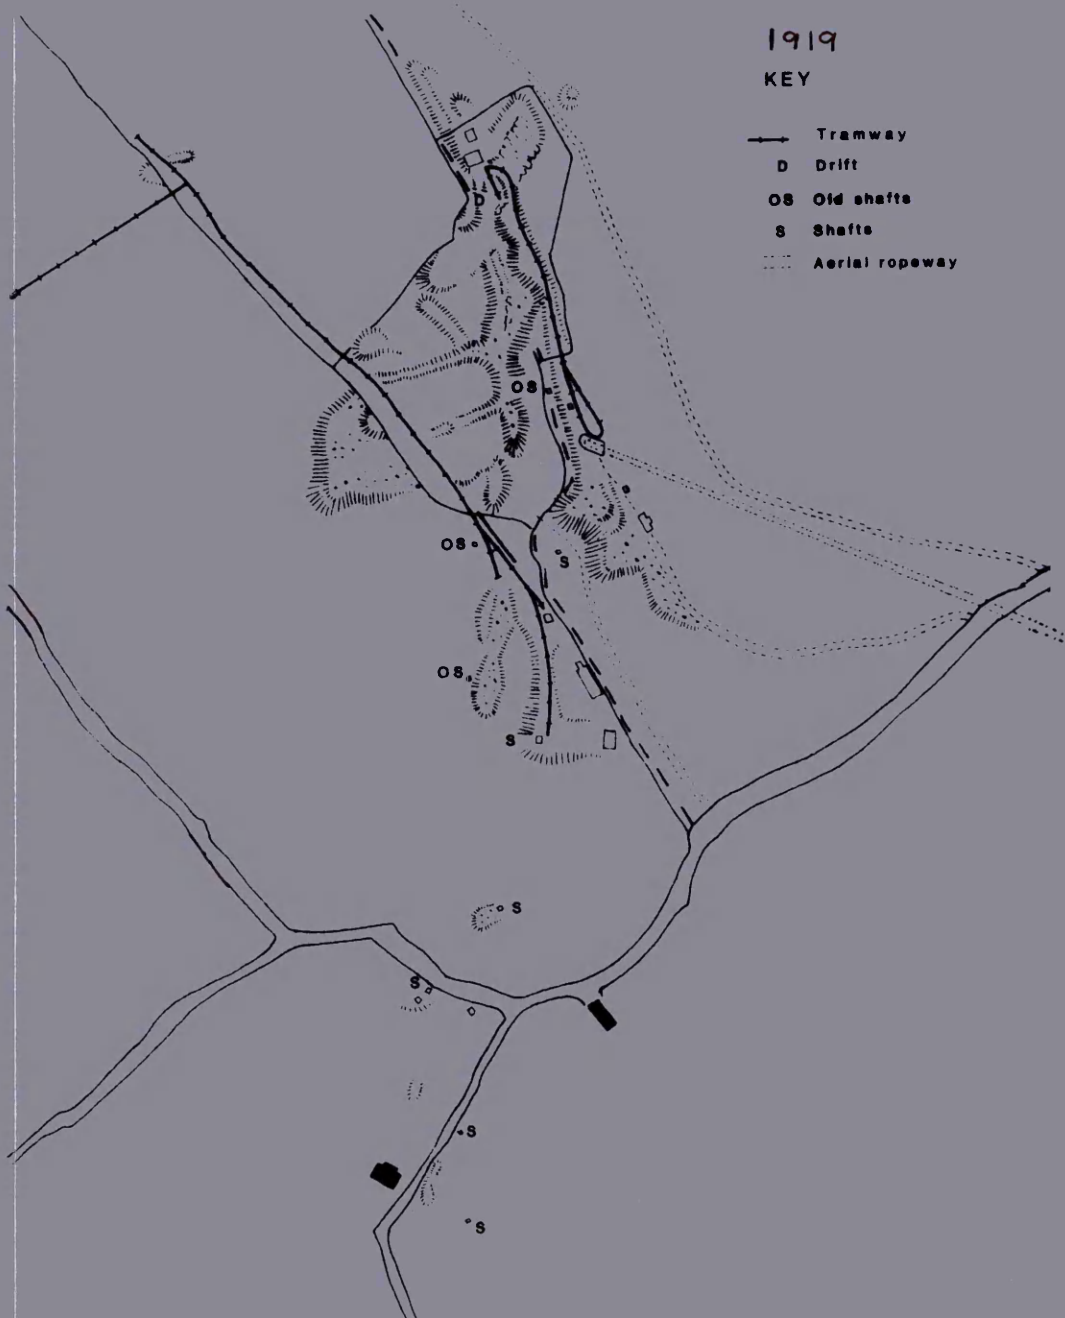 1919
KEY
Tramway
D Drift
OS Old shafts
S Shafts
Aerial ropeway
D
OS
OS
S
OS
S
S
S
S
S